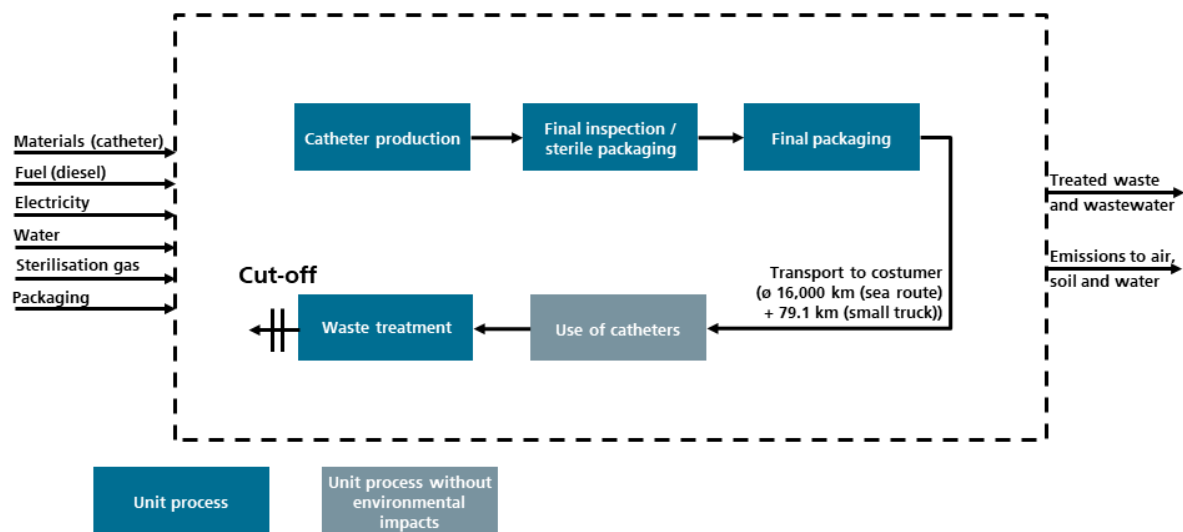 Materials (catheter)
Fuel (diesel)
Electricity
Water
Sterilisation gas
Packaging
Catheter production
Final inspection /
sterile packaging
Final packaging
Treated waste
and wastewater
Emissions to air,
soil and water
Transport to costumer
(ø 16,000 km (sea route)
+ 79.1 km (small truck))
Use of catheters
Waste treatment
Cut-off
Unit process
Unit process without
environmental
impacts